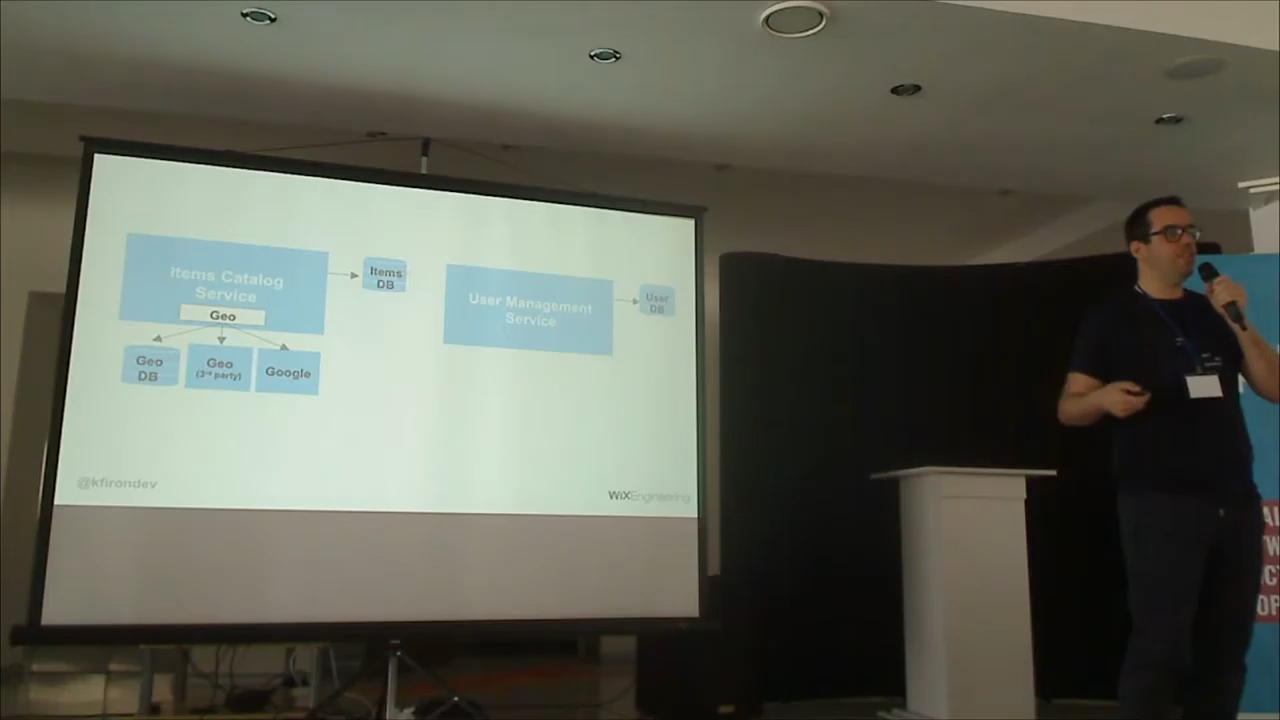 Items Catalog
Service
Geo
Items
DB
Geo
DB
Geo
(3rd party)
Google
User Management
Service
User
DB
@kfirondev
WiXEngineering